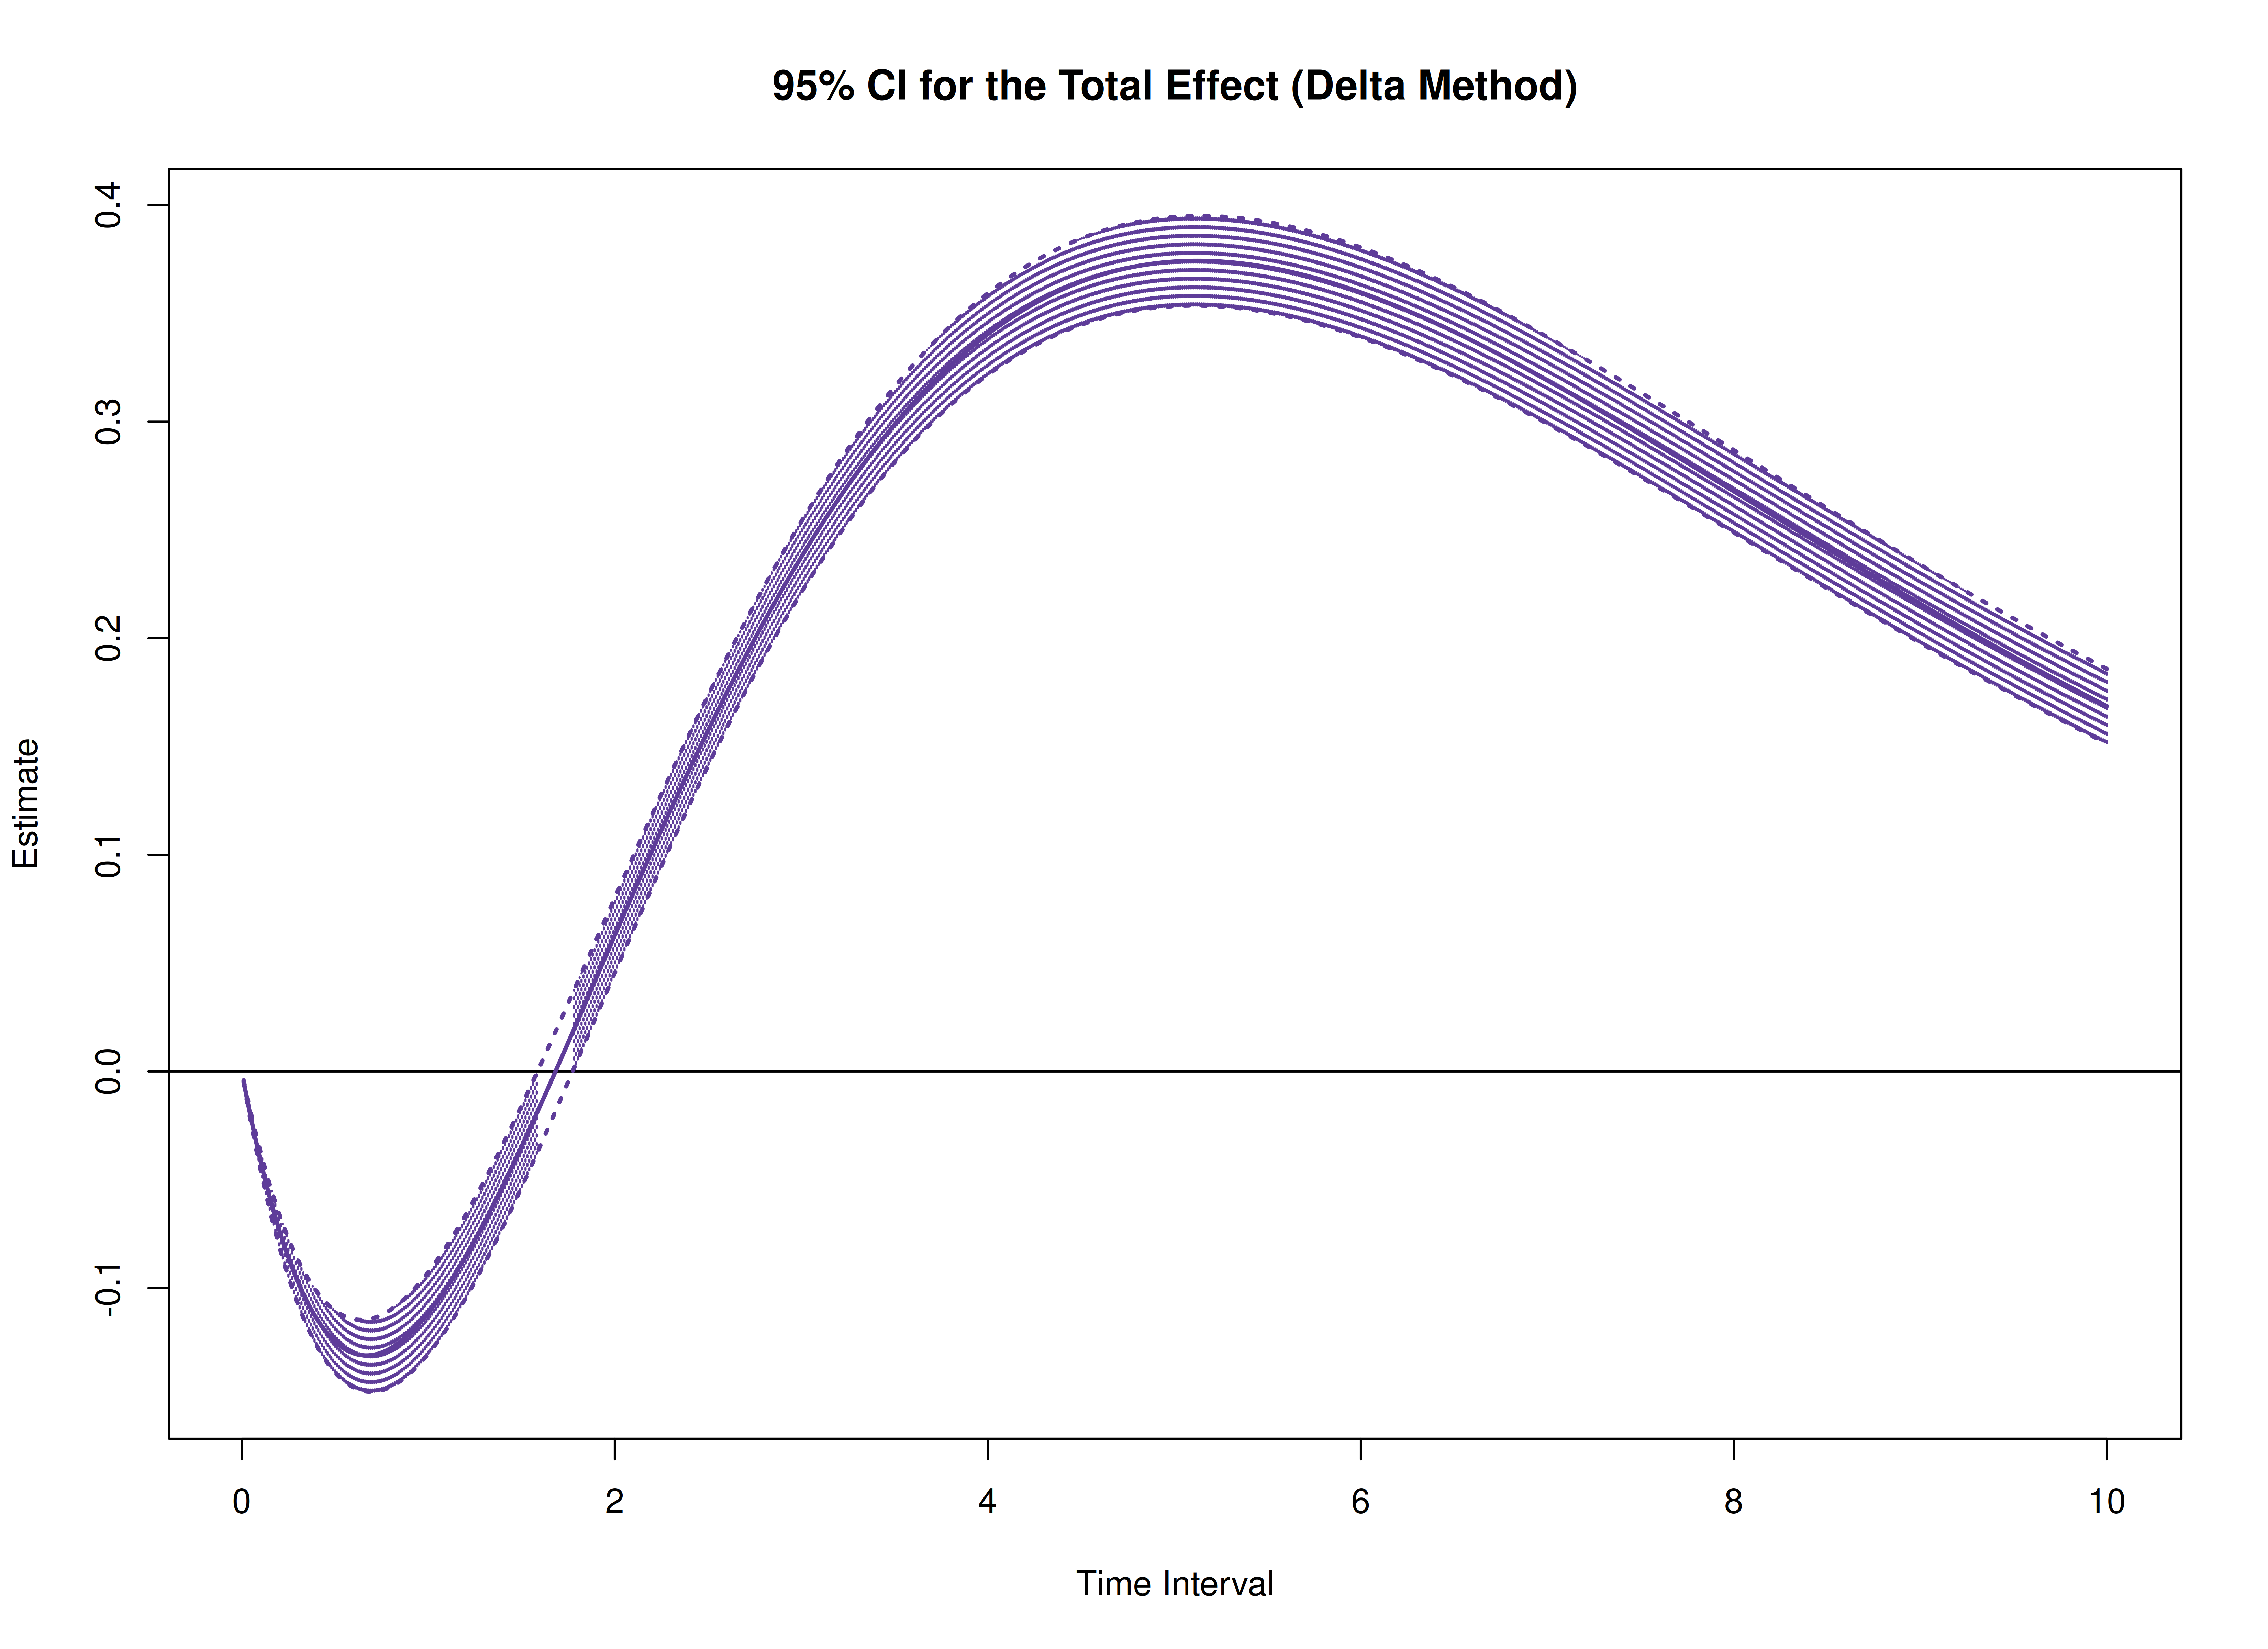 95% CI for the Total Effect (Delta Method)
Estimate
0.4
0.3
0.2
0.1
0.0
-0.1
0 2 4 6 8 10
Time Interval